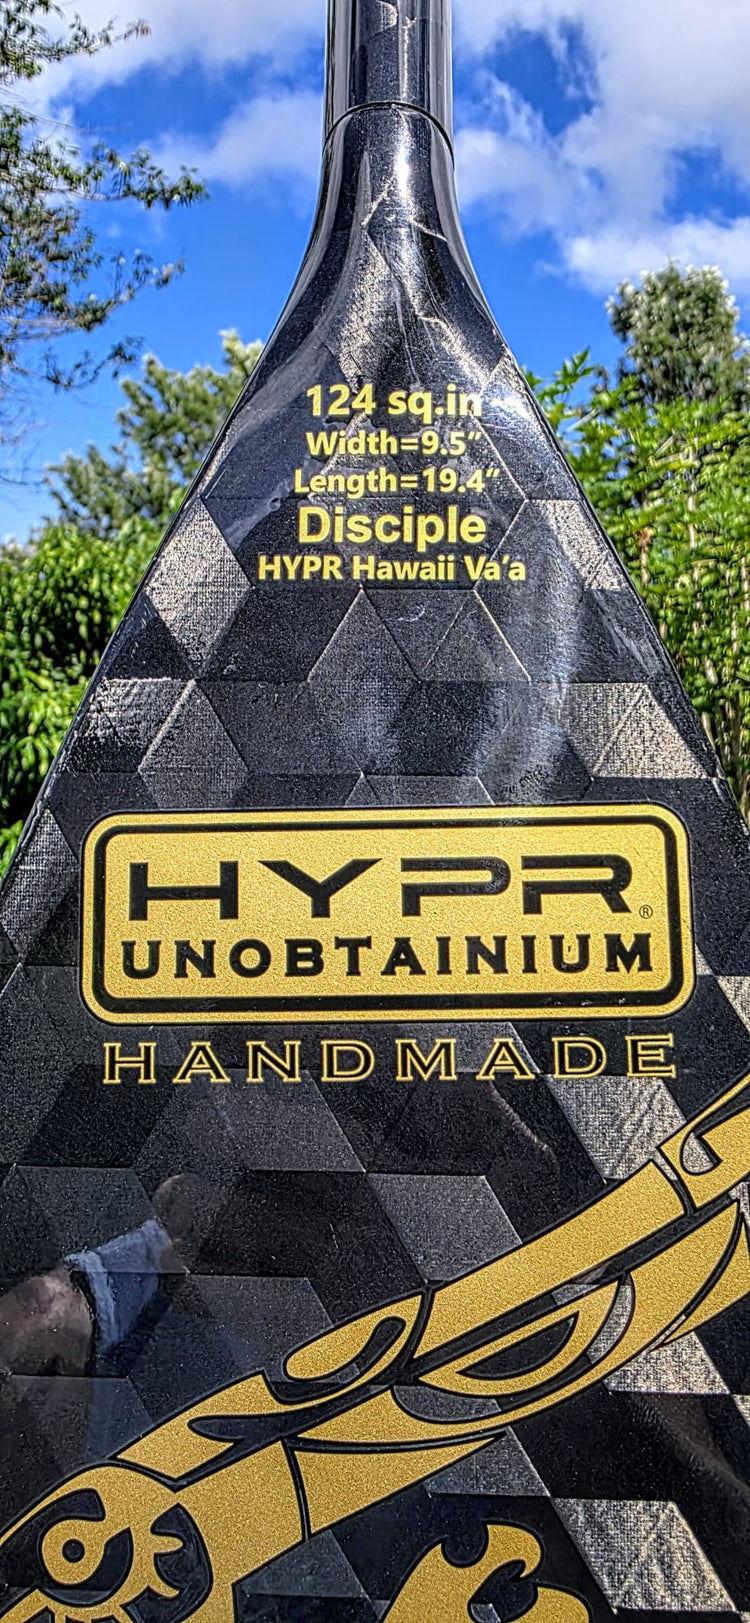 124 sq.in
Width=9.5”
Length=19.4”
Disciple
HYPR Hawaii Va‘a
HYPR®
UNOBTAINIUM
HANDMADE